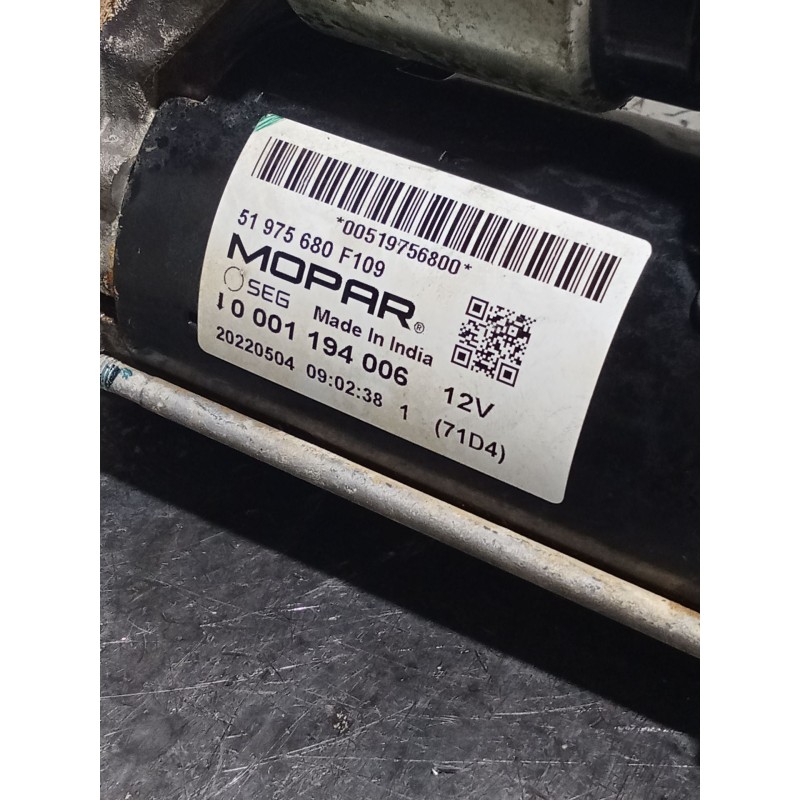 *00519756800*
51 975 680 F109
MOPAR®
SEG Made In India
0 001 194 006 12V
20220504 09:02:38 1 (71D4)